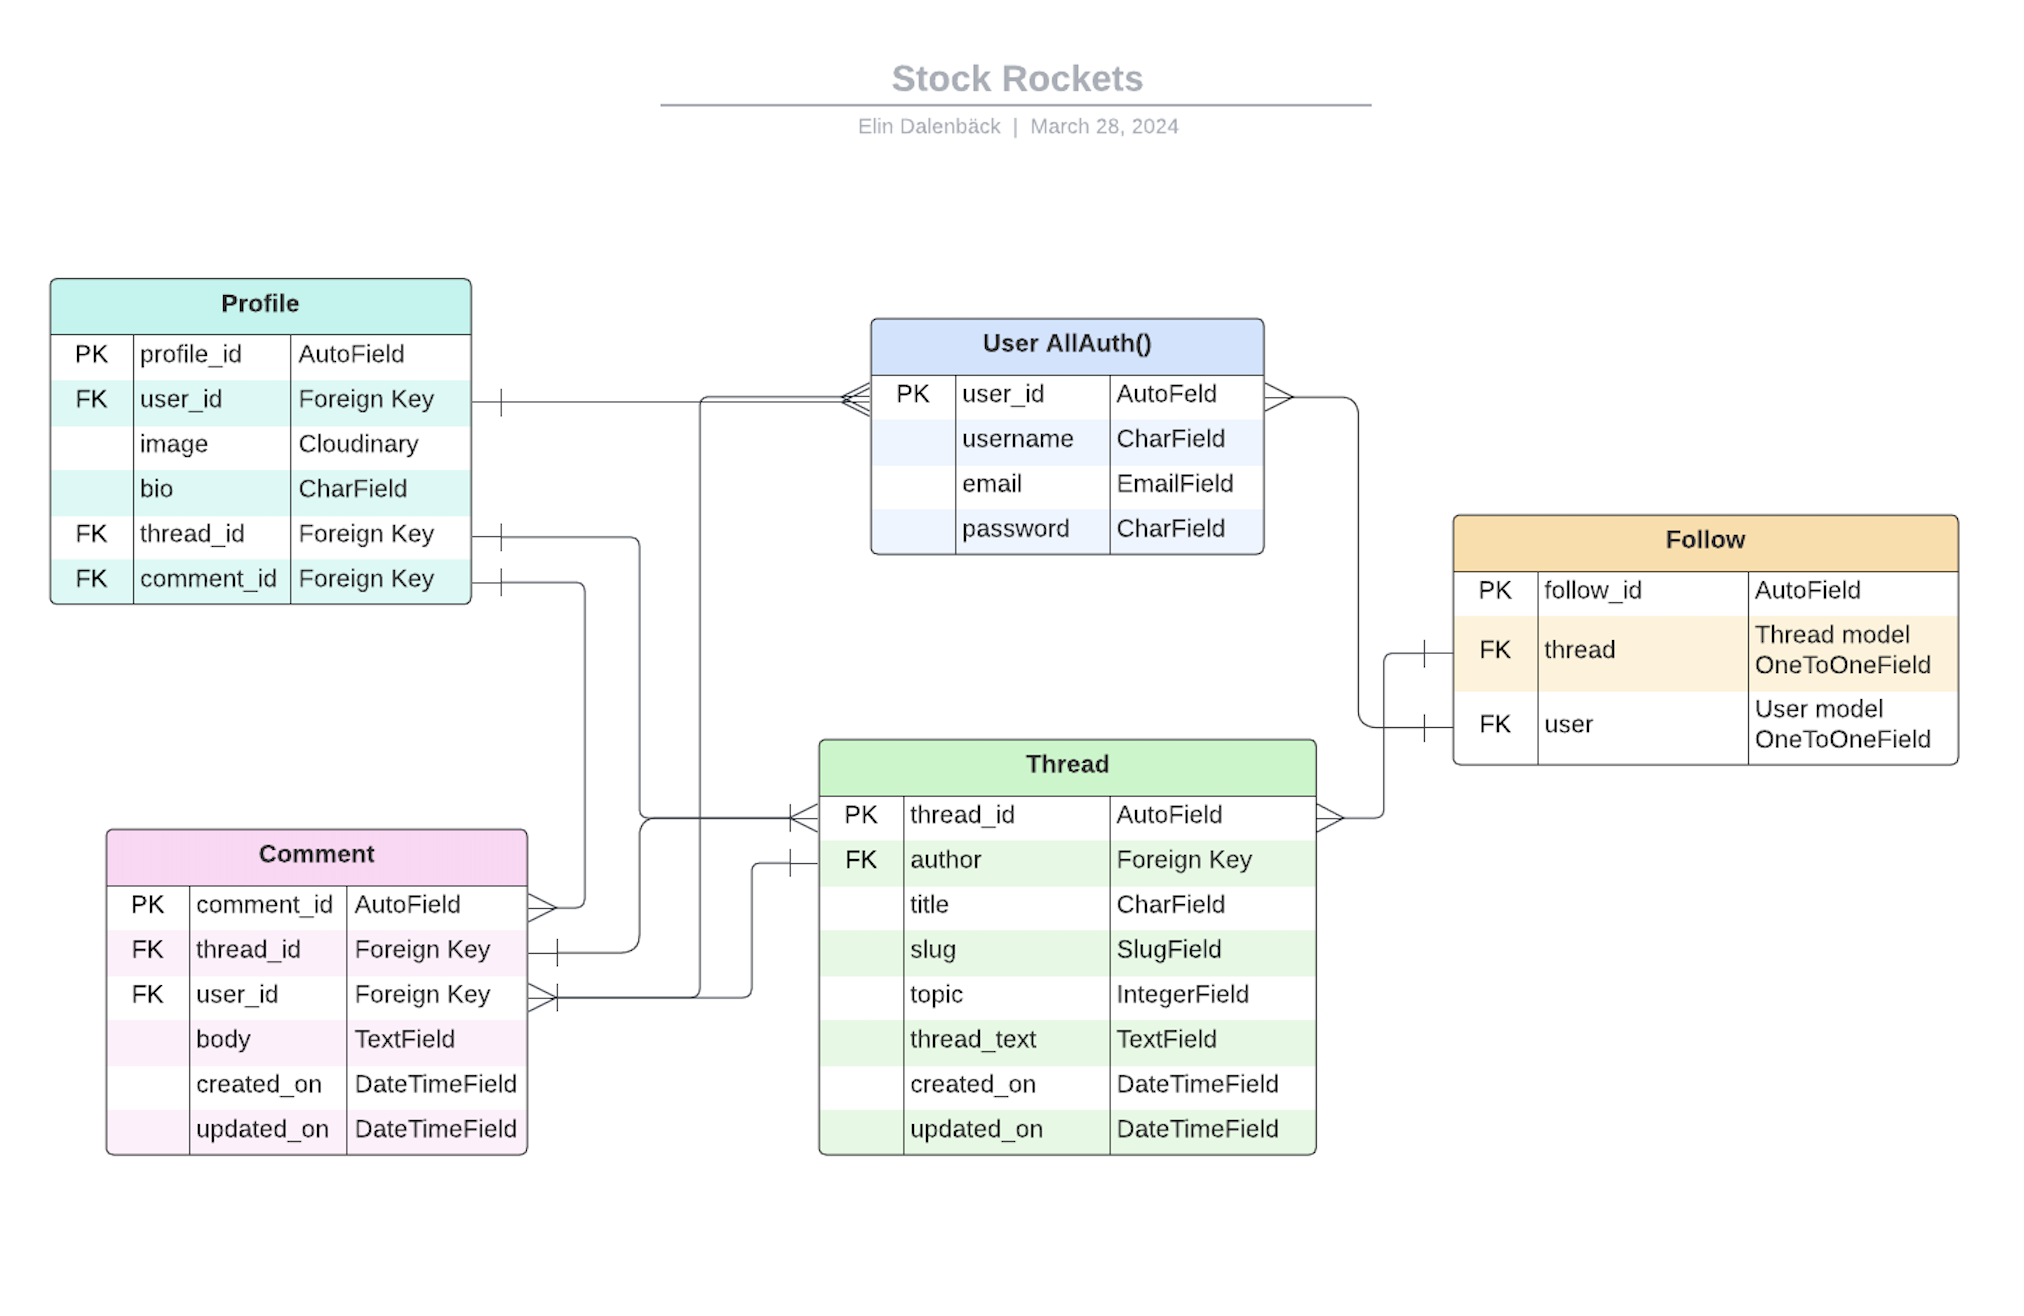 Stock Rockets
Elin Dalenbäck | March 28, 2024
Profile
PK profile_id AutoField
FK user_id Foreign Key
image Cloudinary
bio CharField
FK thread_id Foreign Key
FK comment_id Foreign Key
User AllAuth()
PK user_id AutoFeld
username CharField
email EmailField
password CharField
Follow
PK follow_id AutoField
FK thread Thread model
OneToOneField
FK user User model
OneToOneField
Comment
PK comment_id AutoField
FK thread_id Foreign Key
FK user_id Foreign Key
body TextField
created_on DateTimeField
updated_on DateTimeField
Thread
PK thread_id AutoField
FK author Foreign Key
title CharField
slug SlugField
topic IntegerField
thread_text TextField
created_on DateTimeField
updated_on DateTimeField